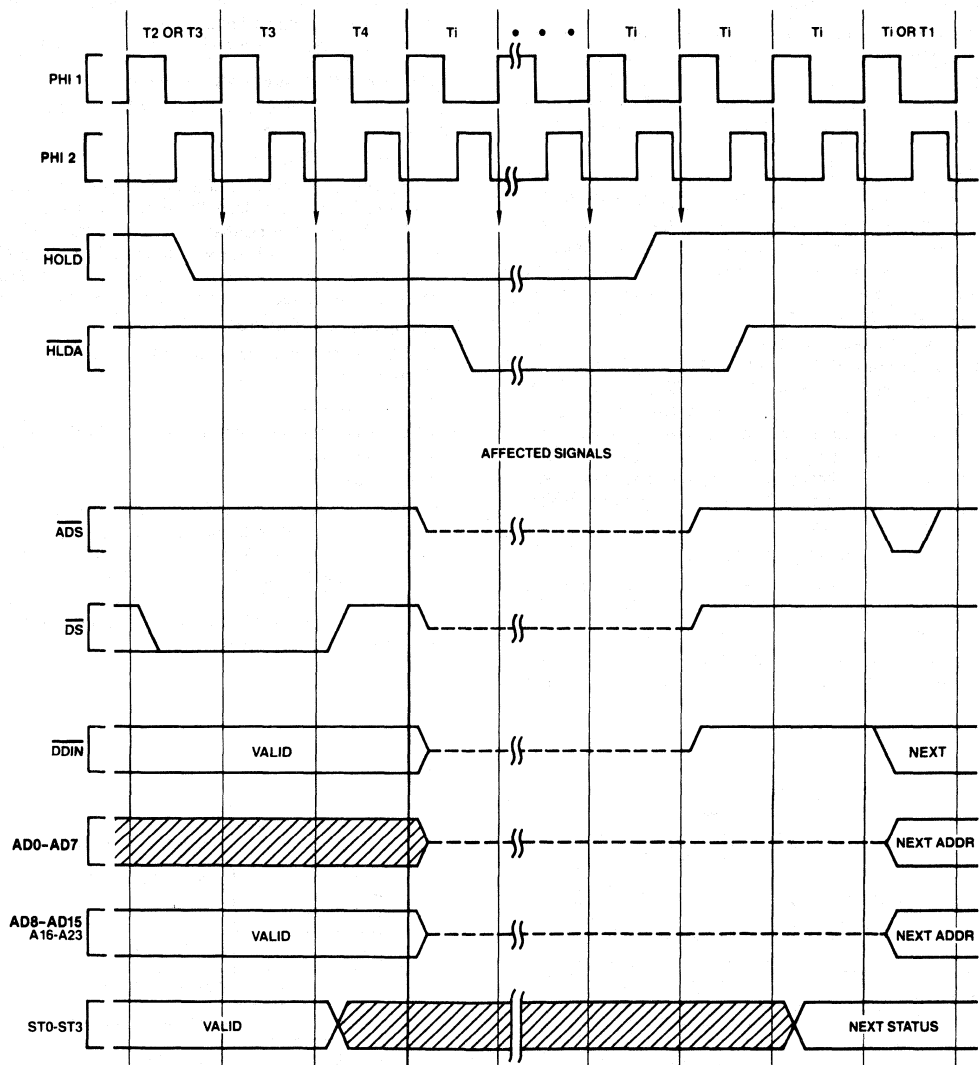 T2 OR T3 T3 T4 Ti • • • Ti Ti Ti Ti OR T1
PHI 1
PHI 2
HOLD
HLDA
AFFECTED SIGNALS
ADS
DS
DDIN VALID NEXT
AD0-AD7 NEXT ADDR
AD8-AD15
A16-A23 VALID NEXT ADDR
ST0-ST3 VALID NEXT STATUS